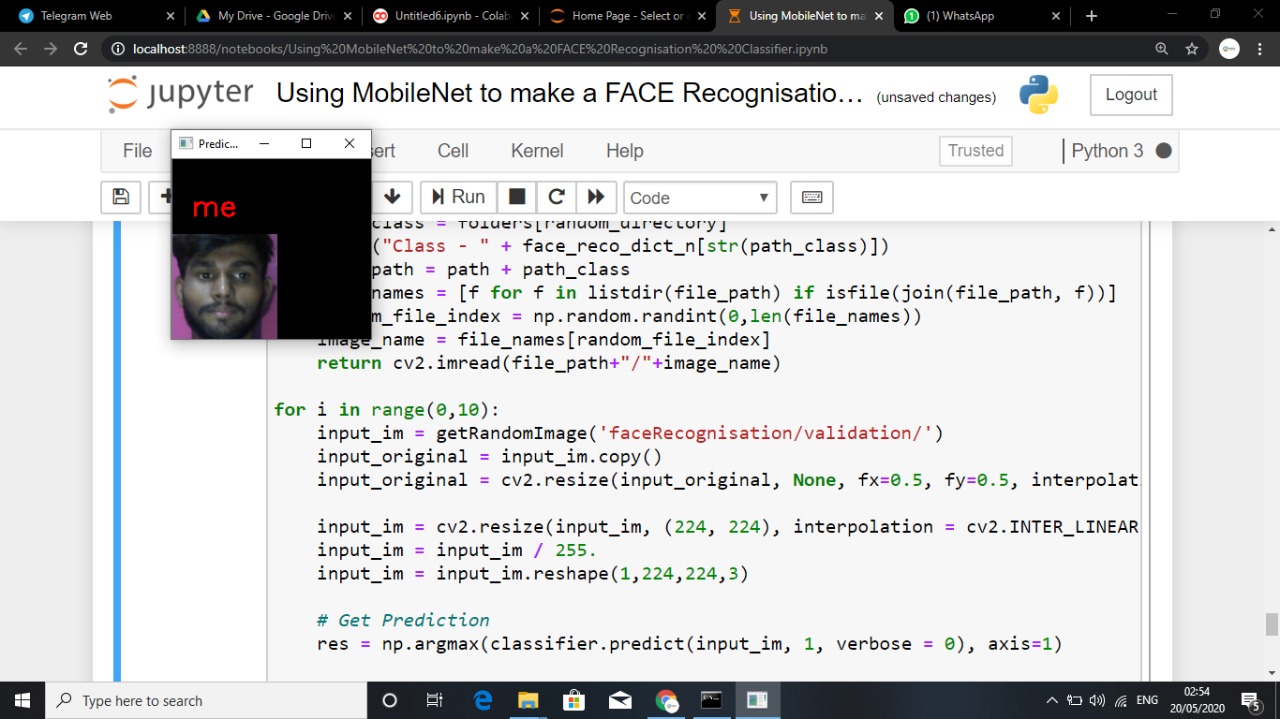 Telegram Web
My Drive - Google Driv
Untitled6.ipynb - Colab
Home Page - Select or
Using MobileNet to ma
(1) WhatsApp
localhost:8888/notebooks/Using%20MobileNet%20to%20make%20a%20FACE%20Recognisation%20%20Classifier.ipynb
jupyter
Using MobileNet to make a FACE Recognisatio… (unsaved changes)
Logout
File
Cell
Kernel
Help
Trusted
Python 3
Predic...
me
Run
Code
class = folders[random_directory]
("Class - " + face_reco_dict_n[str(path_class)])
path = path + path_class
names = [f for f in listdir(file_path) if isfile(join(file_path, f))]
m_file_index = np.random.randint(0,len(file_names))
image_name = file_names[random_file_index]
return cv2.imread(file_path+"/"+image_name)
for i in range(0,10):
input_im = getRandomImage('faceRecognisation/validation/')
input_original = input_im.copy()
input_original = cv2.resize(input_original, None, fx=0.5, fy=0.5, interpolat
input_im = cv2.resize(input_im, (224, 224), interpolation = cv2.INTER_LINEAR
input_im = input_im / 255.
input_im = input_im.reshape(1,224,224,3)
# Get Prediction
res = np.argmax(classifier.predict(input_im, 1, verbose = 0), axis=1)
Type here to search
ENG
02:54
20/05/2020
5